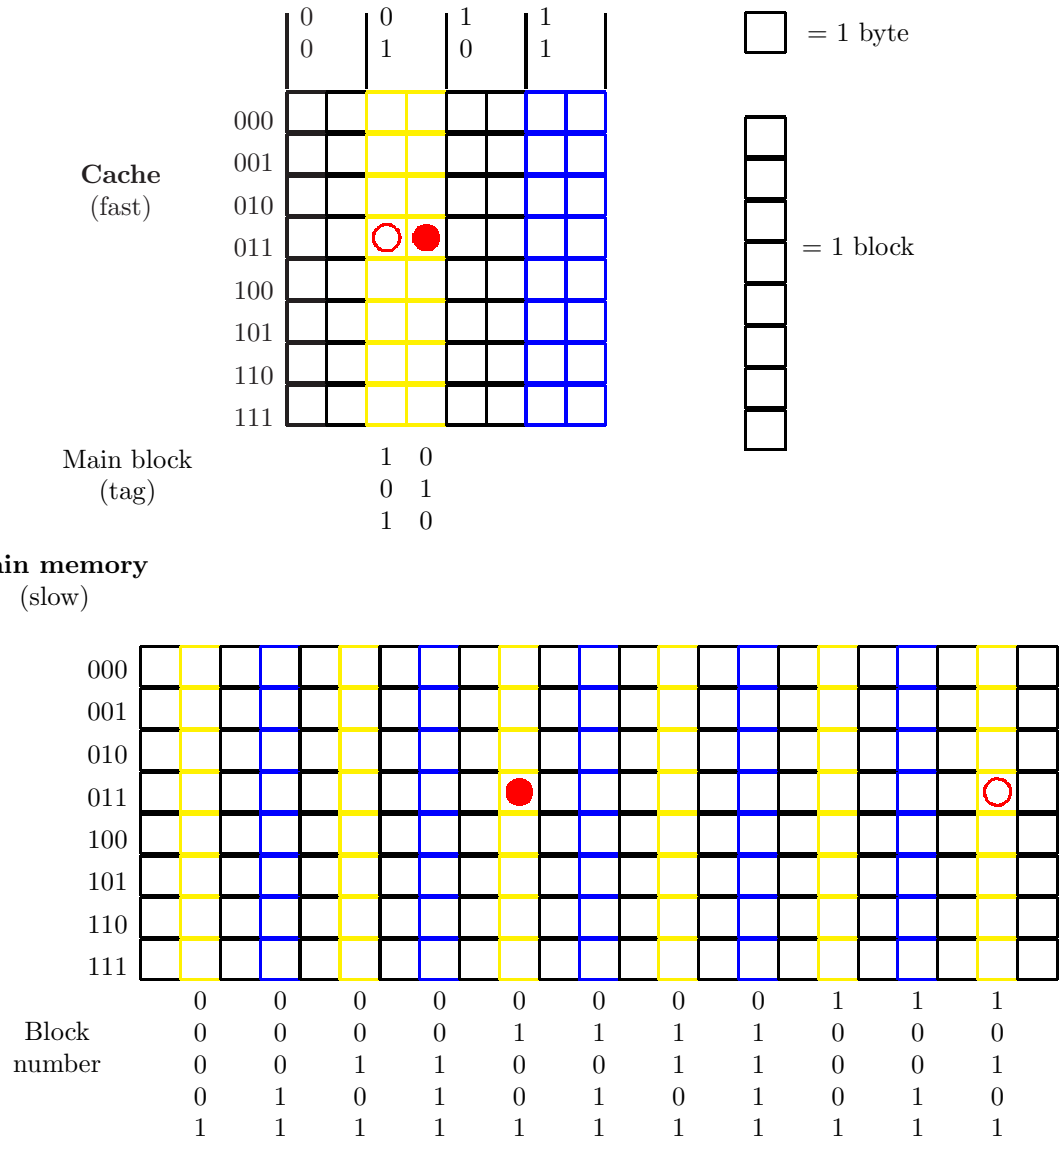 0 0 1 1
0 1 0 1
= 1 byte
000
001
Cache
(fast)
010
011
= 1 block
100
101
110
111
Main block
(tag)
1 0
0 1
1 0
ain memory
(slow)
000
001
010
011
100
101
110
111
0 0 0 0 0 0 0 0 1 1 1
Block
number
0 0 0 0 1 1 1 1 0 0 0
0 0 1 1 0 0 1 1 0 0 1
0 1 0 1 0 1 0 1 0 1 0
1 1 1 1 1 1 1 1 1 1 1